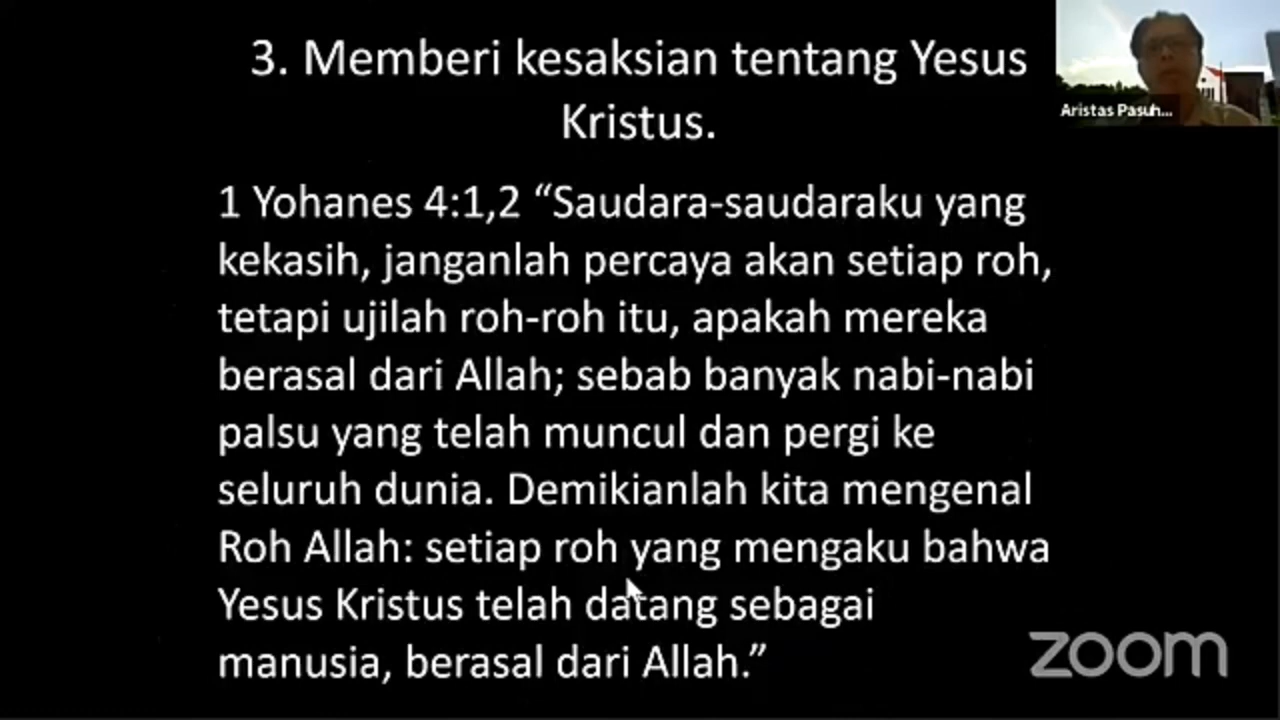 3. Memberi kesaksian tentang Yesus
Kristus.
Aristas Pasuh...
1 Yohanes 4:1,2 “Saudara-saudaraku yang
kekasih, janganlah percaya akan setiap roh,
tetapi ujilah roh-roh itu, apakah mereka
berasal dari Allah; sebab banyak nabi-nabi
palsu yang telah muncul dan pergi ke
seluruh dunia. Demikianlah kita mengenal
Roh Allah: setiap roh yang mengaku bahwa
Yesus Kristus telah datang sebagai
manusia, berasal dari Allah.”
zoom